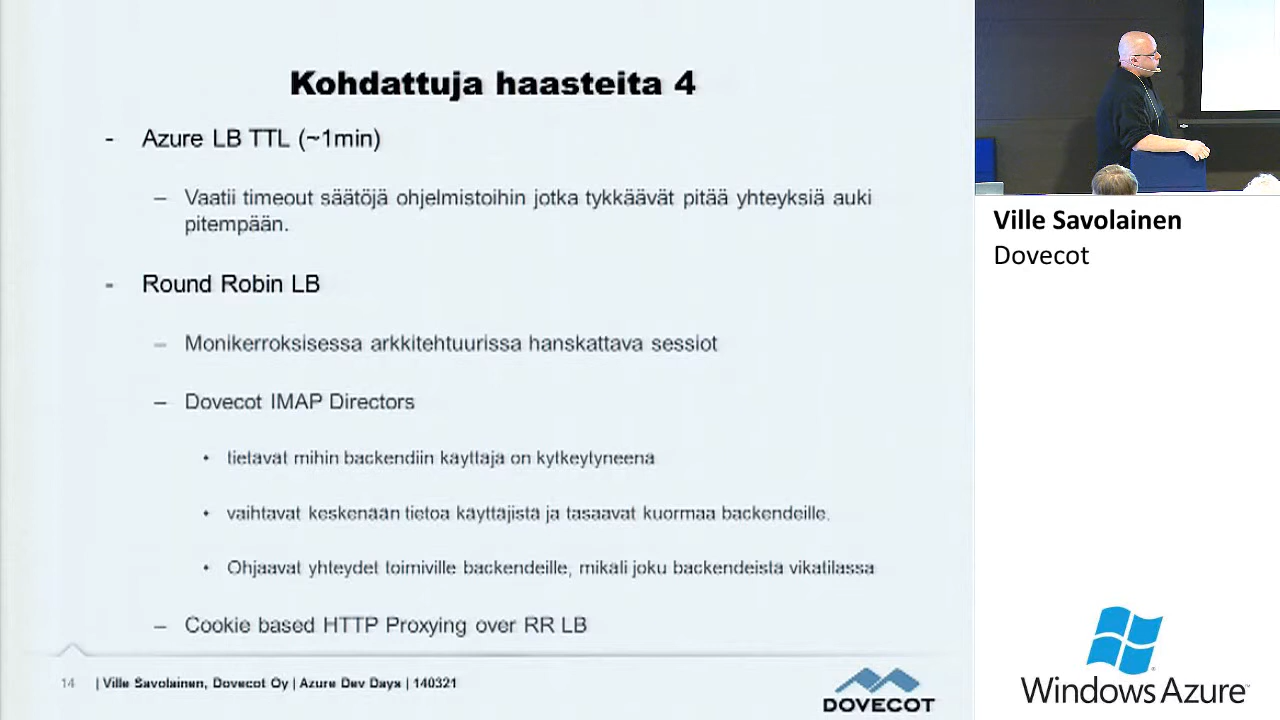 Kohdattuja haasteita 4
- Azure LB TTL (~1min)
– Vaatii timeout säätöjä ohjelmistoihin jotka tykkäävät pitää yhteyksiä auki
pitempään.
- Round Robin LB
– Monikerroksisessa arkkitehtuurissa hanskattava sessiot
– Dovecot IMAP Directors
• tietävät mihin backendiin käyttäjä on kytkeytyneenä
• vaihtavat keskenään tietoa käyttäjistä ja tasaavat kuormaa backendeille.
• Ohjaavat yhteydet toimiville backendeille, mikäli joku backendeistä vikatilassa
– Cookie based HTTP Proxying over RR LB
14 | Ville Savolainen, Dovecot Oy | Azure Dev Days | 140321
DOVECOT
Ville Savolainen
Dovecot
Windows Azure